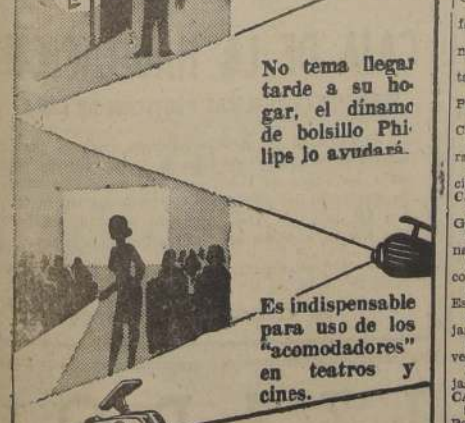 No tema llegar
tarde a su ho-
gar, el dínamo
de bolsillo Phi-
lips lo ayudará.
Es indispensable
para uso de los
“acomodadores”
en teatros y
cines.